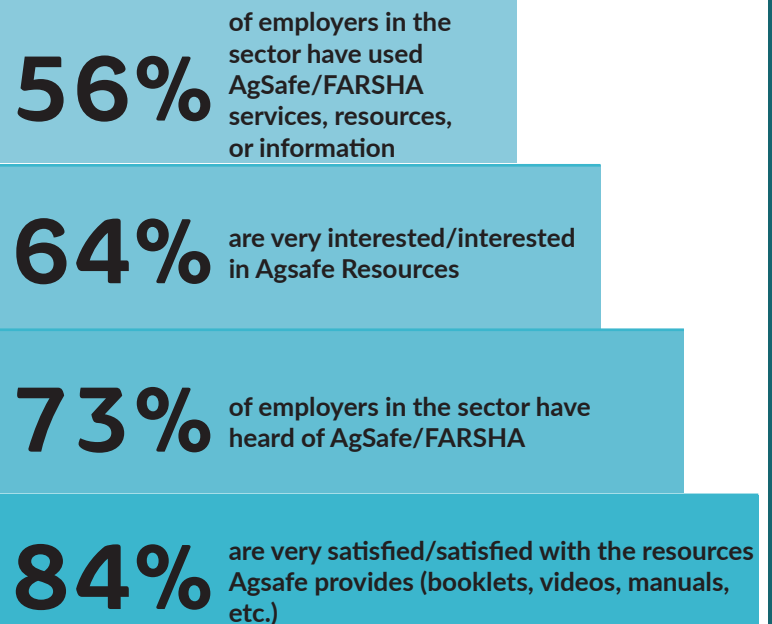 56%
of employers in the
sector have used
AgSafe/FARSHA
services, resources,
or information
64%
are very interested/interested
in Agsafe Resources
73%
of employers in the sector have
heard of AgSafe/FARSHA
84%
are very satisfied/satisfied with the resources
Agsafe provides (booklets, videos, manuals,
etc.)